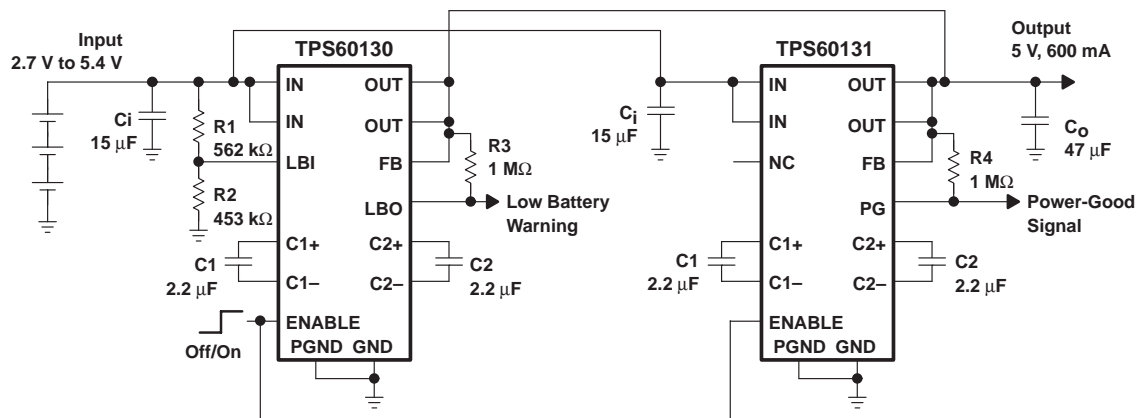 Input
2.7 V to 5.4 V
TPS60130
TPS60131
Output
5 V, 600 mA
Ci
15 μF
R1
562 kΩ
R2
453 kΩ
IN
IN
LBI
C1+
C1–
ENABLE
PGND GND
OUT
OUT
FB
LBO
C2+
C2–
R3
1 MΩ
Low Battery
Warning
C1
2.2 μF
C2
2.2 μF
Off/On
Ci
15 μF
IN
IN
NC
C1+
C1–
ENABLE
PGND GND
OUT
OUT
FB
PG
C2+
C2–
R4
1 MΩ
Co
47 μF
Power-Good
Signal
C1
2.2 μF
C2
2.2 μF